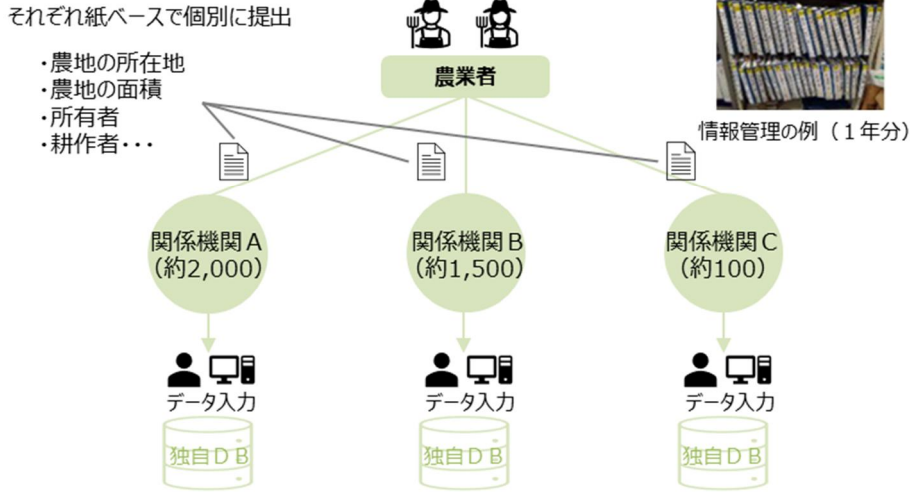 それぞれ紙ベースで個別に提出
・農地の所在地
・農地の面積
・所有者
・耕作者・・・
農業者
情報管理の例（１年分）
関係機関Ａ
（約2,000）
関係機関Ｂ
（約1,500）
関係機関Ｃ
（約100）
データ入力
データ入力
データ入力
独自ＤＢ
独自ＤＢ
独自ＤＢ